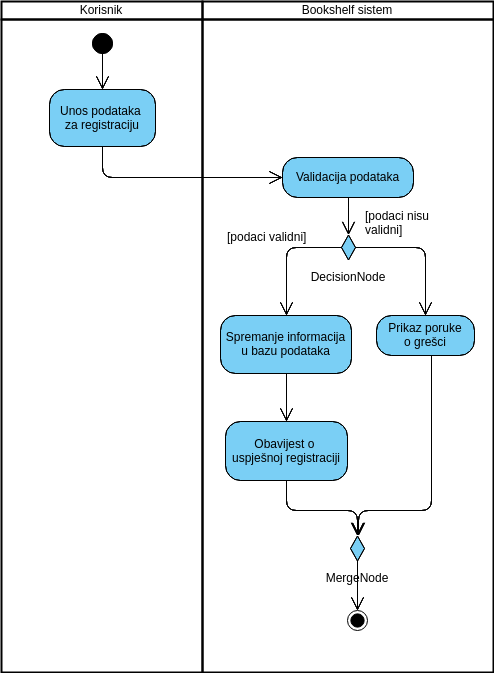 Korisnik
Bookshelf sistem
Unos podataka
za registraciju
Validacija podataka
[podaci nisu
validni]
[podaci validni]
DecisionNode
Spremanje informacija
u bazu podataka
Prikaz poruke
o grešci
Obavijest o
uspješnoj registraciji
MergeNode